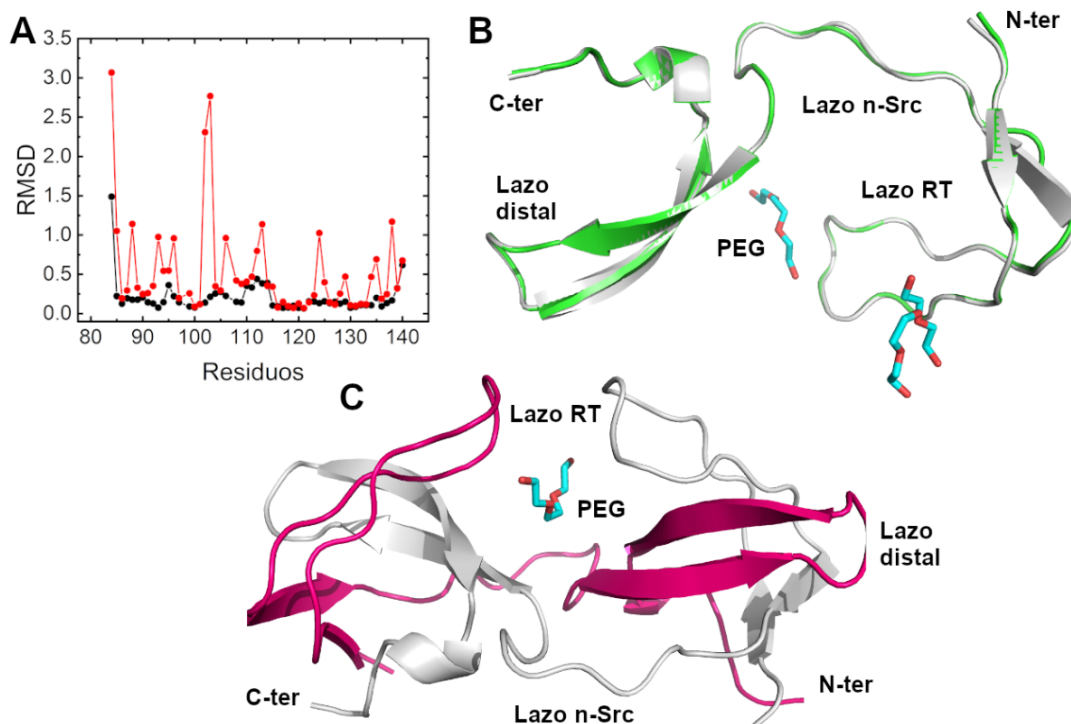 A
3.5
3.0
2.5
2.0
1.5
1.0
0.5
0.0
RMSD
80 90 100 110 120 130 140
Residuos
B
N-ter
C-ter
Lazo n-Src
Lazo RT
Lazo
distal
PEG
C
Lazo RT
PEG
Lazo
distal
C-ter
Lazo n-Src
N-ter